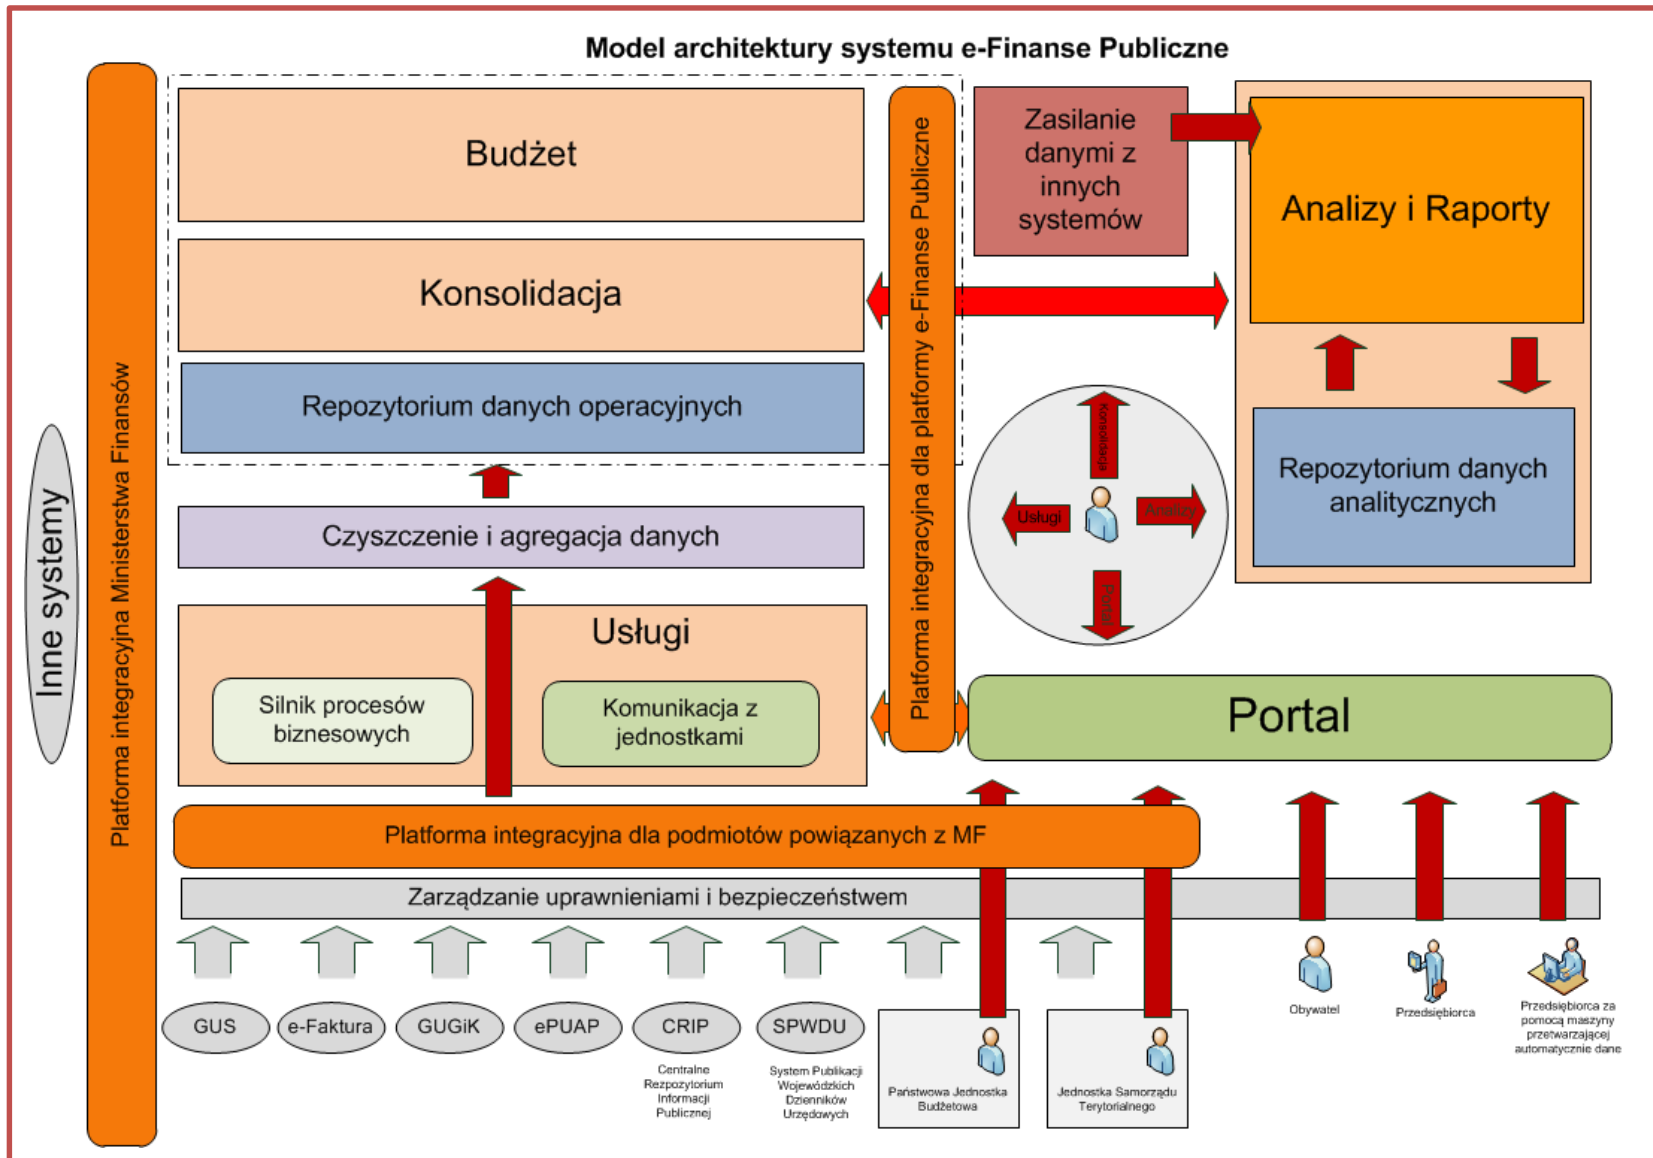 Model architektury systemu e-Finanse Publiczne
Inne systemy
Platforma integracyjna Ministerstwa Finansów
Budżet
Konsolidacja
Repozytorium danych operacyjnych
Czyszczenie i agregacja danych
Usługi
Silnik procesów
biznesowych
Komunikacja z
jednostkami
Platforma integracyjna dla platformy e-Finanse Publiczne
Zasilanie
danymi z
innych
systemów
Analizy i Raporty
Repozytorium danych
analitycznych
Konsolidacja
Usługi
Analizy
Portal
Portal
Platforma integracyjna dla podmiotów powiązanych z MF
Zarządzanie uprawnieniami i bezpieczeństwem
GUS
e-Faktura
GUGiK
ePUAP
CRIP
SPWDU
Centralne
Rezpozytorium
Informacji
Publicznej
System Publikacji
Wojewódzkich
Dzienników
Urzędowych
Państwowa Jednostka
Budżetowa
Jednostka Samorządu
Terytorialnego
Obywatel
Przedsiębiorca
Przedsiębiorca za
pomocą maszyny
przetwarzającej
automatycznie dane